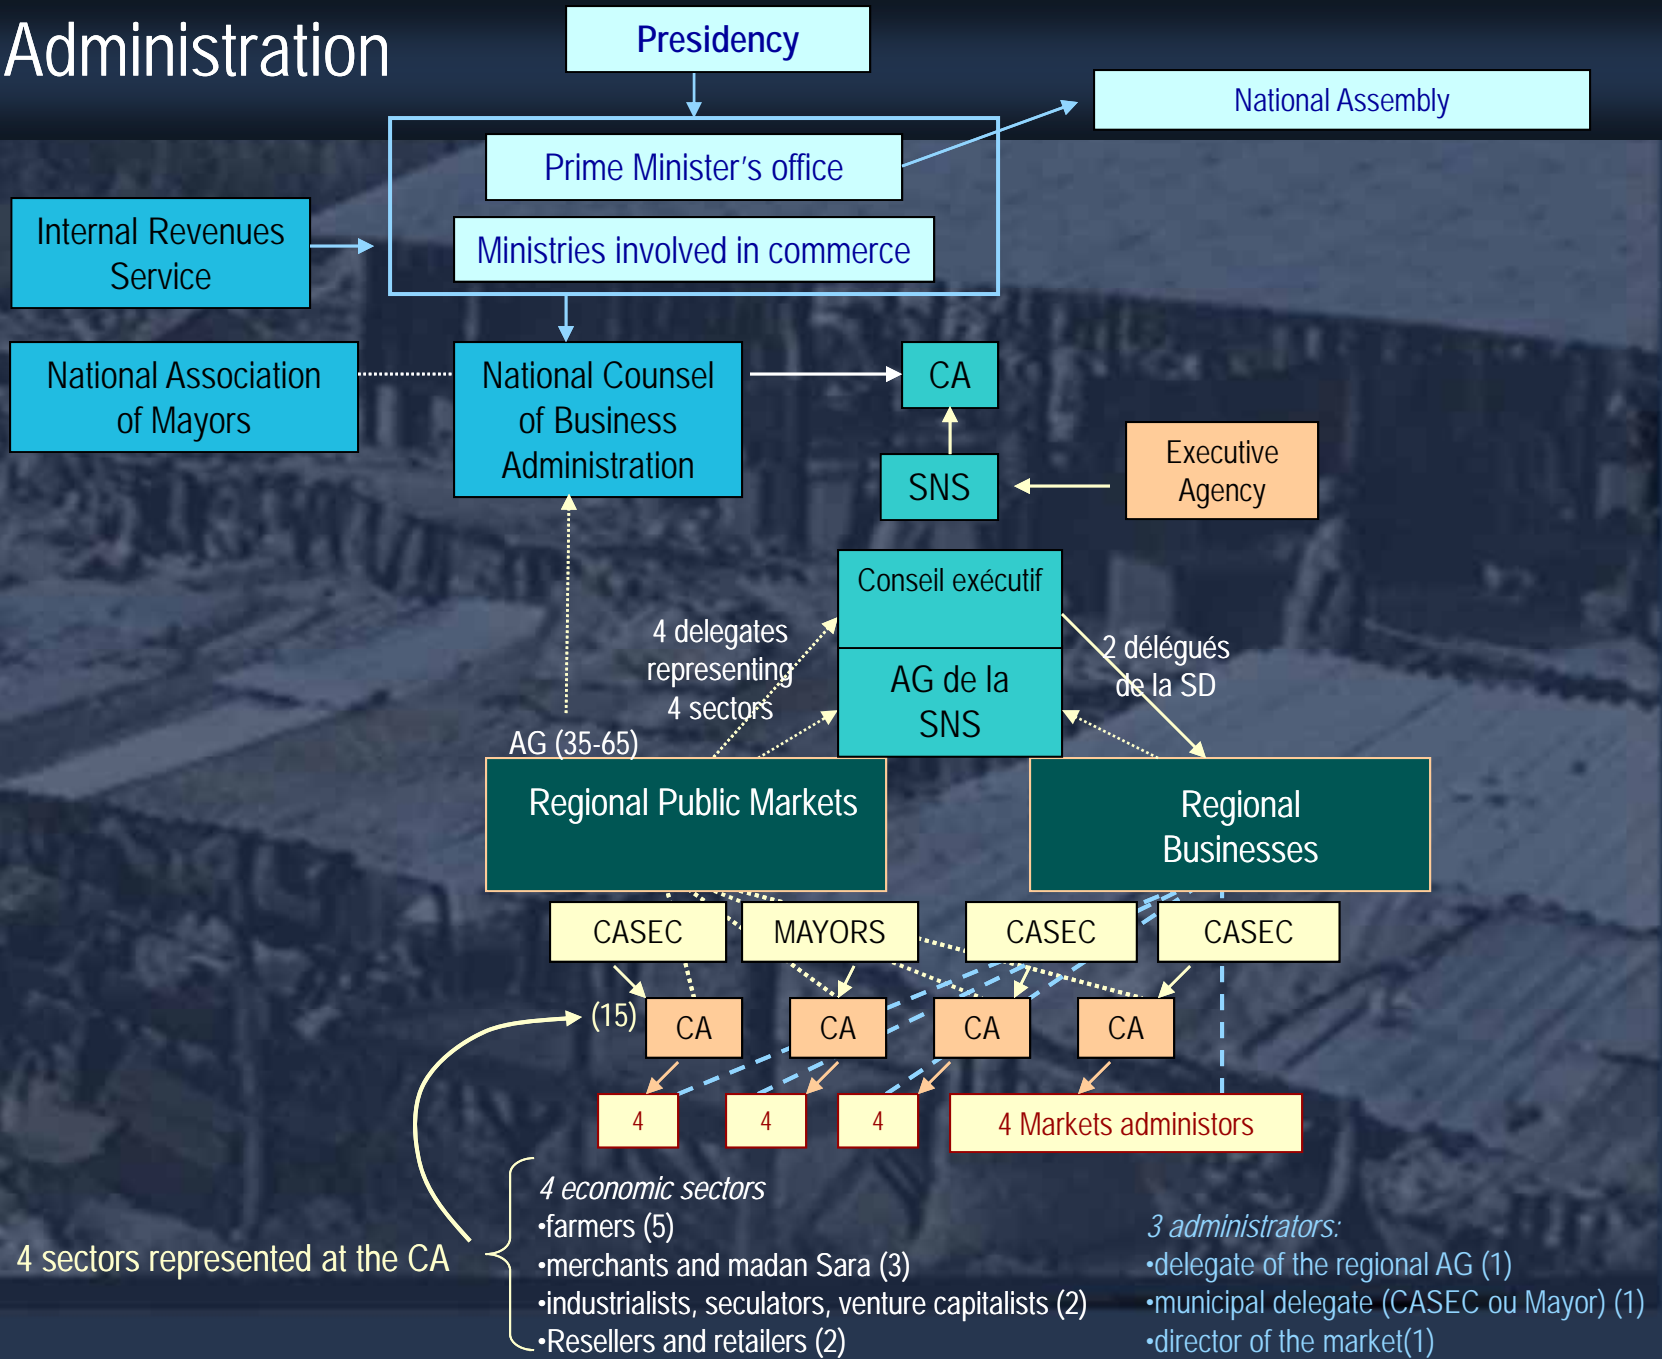 Administration
Presidency
National Assembly
Prime Minister's office
Ministries involved in commerce
Internal Revenues
Service
National Association
of Mayors
National Counsel
of Business
Administration
CA
SNS
Executive
Agency
Conseil exécutif
AG de la
SNS
4 delegates
representing
4 sectors
2 délégués
de la SD
AG (35-65)
Regional Public Markets
Regional
Businesses
CASEC
MAYORS
CASEC
CASEC
(15)
CA
CA
CA
CA
4
4
4
4 Markets administors
4 sectors represented at the CA
4 economic sectors
•farmers (5)
•merchants and madan Sara (3)
•industrialists, seculators, venture capitalists (2)
•Resellers and retailers (2)
3 administrators:
•delegate of the regional AG (1)
•municipal delegate (CASEC ou Mayor) (1)
•director of the market(1)